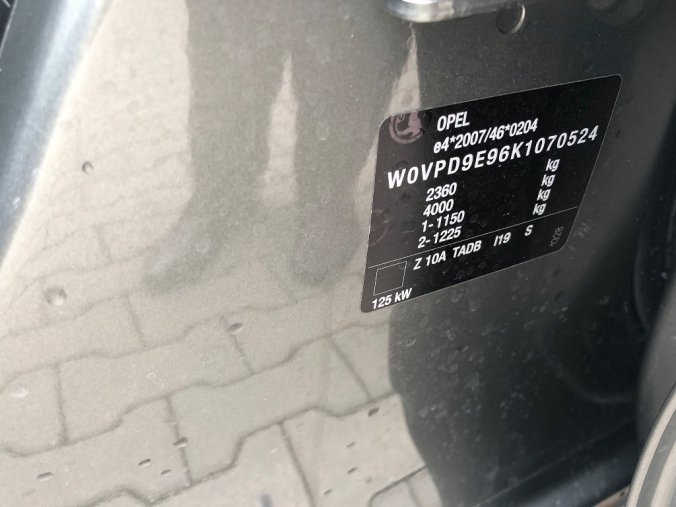 OPEL
e4*2007/46*0204
W0VPD9E96K1070524
2360 kg
4000 kg
1-1150 kg
2-1225 kg
Z 10A TADB I19 S
125 kW